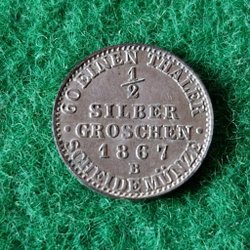 60 EINEN THALER
1/2
SILBER
GROSCHEN
1867
B
· SCHEIDEMÜNZE ·